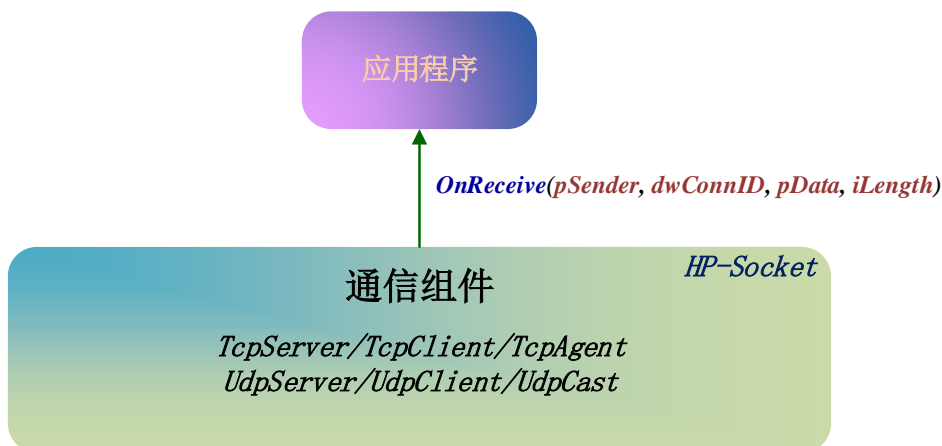 应用程序
OnReceive(pSender, dwConnID, pData, iLength)
HP-Socket
通信组件
TcpServer/TcpClient/TcpAgent
UdpServer/UdpClient/UdpCast